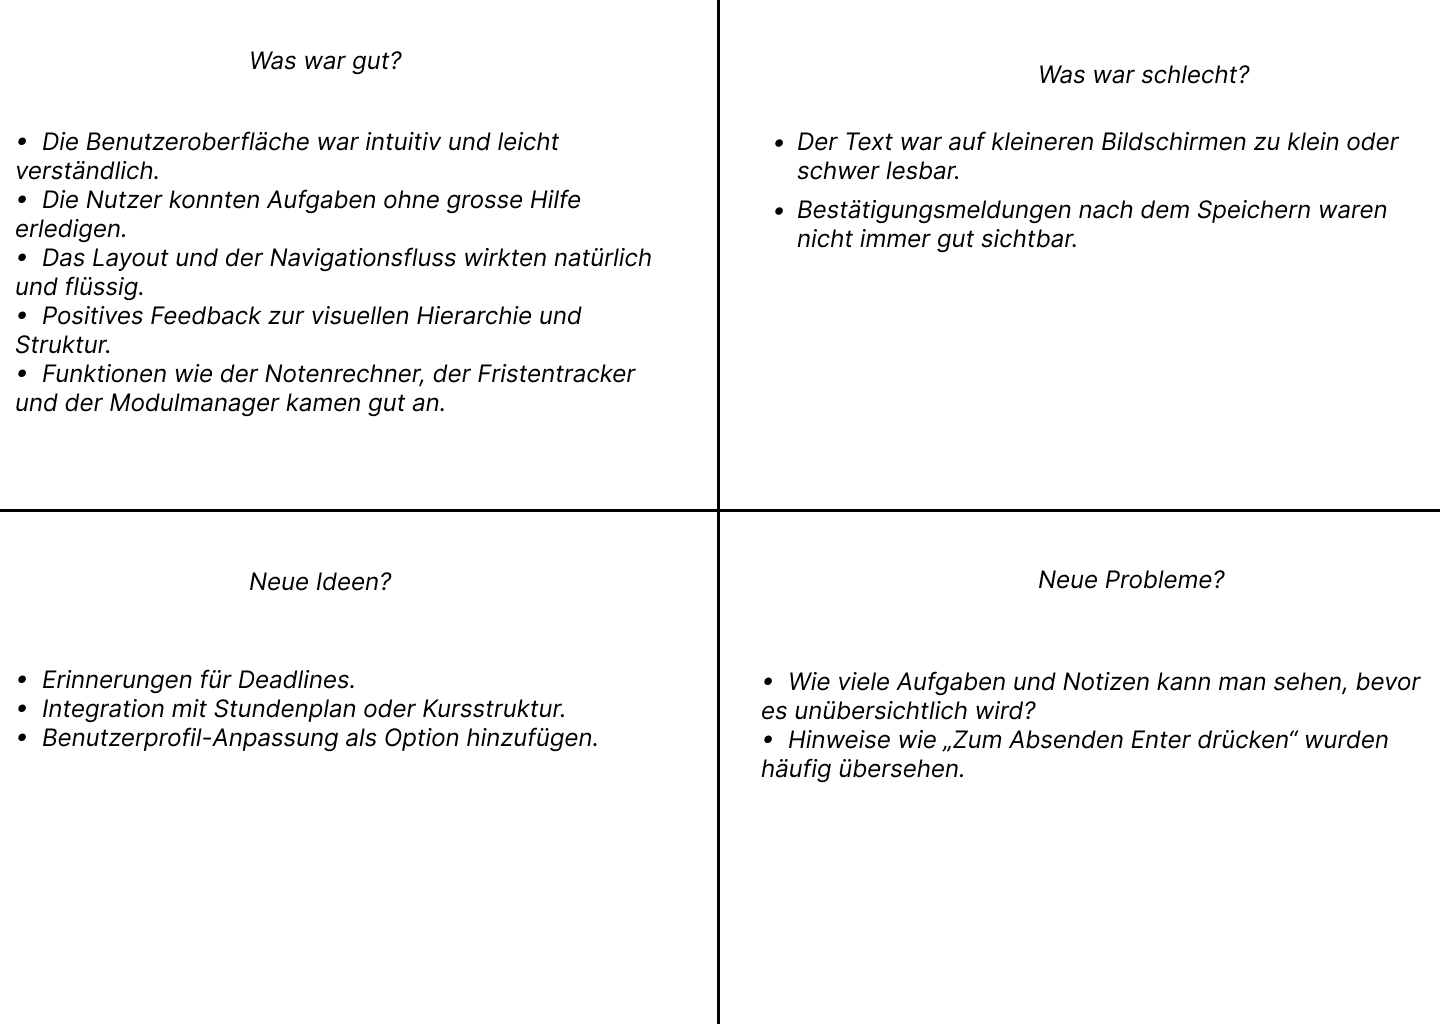 Was war gut?
• Die Benutzeroberfläche war intuitiv und leicht
verständlich.
• Die Nutzer konnten Aufgaben ohne grosse Hilfe
erledigen.
• Das Layout und der Navigationsfluss wirkten natürlich
und flüssig.
• Positives Feedback zur visuellen Hierarchie und
Struktur.
• Funktionen wie der Notenrechner, der Fristentracker
und der Modulmanager kamen gut an.
Was war schlecht?
• Der Text war auf kleineren Bildschirmen zu klein oder
schwer lesbar.
• Bestätigungsmeldungen nach dem Speichern waren
nicht immer gut sichtbar.
Neue Ideen?
• Erinnerungen für Deadlines.
• Integration mit Stundenplan oder Kursstruktur.
• Benutzerprofil-Anpassung als Option hinzufügen.
Neue Probleme?
• Wie viele Aufgaben und Notizen kann man sehen, bevor
es unübersichtlich wird?
• Hinweise wie „Zum Absenden Enter drücken“ wurden
häufig übersehen.